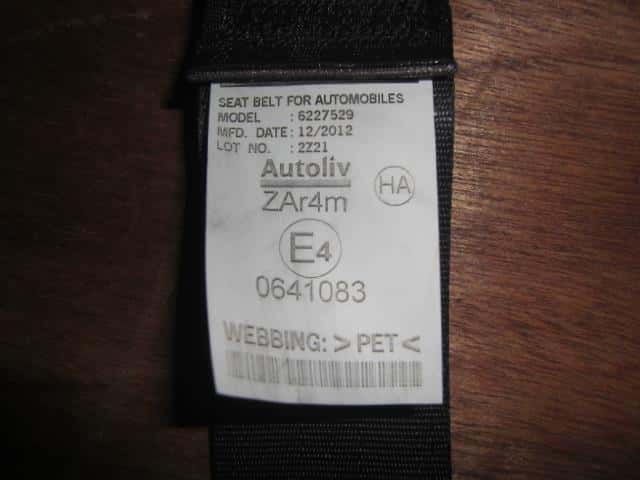 SEAT BELT FOR AUTOMOBILES
MODEL : 6227529
MFD. DATE : 12/2012
LOT NO. : 2Z21
Autoliv
HA
ZAr4m
E4
0641083
WEBBING: >PET<